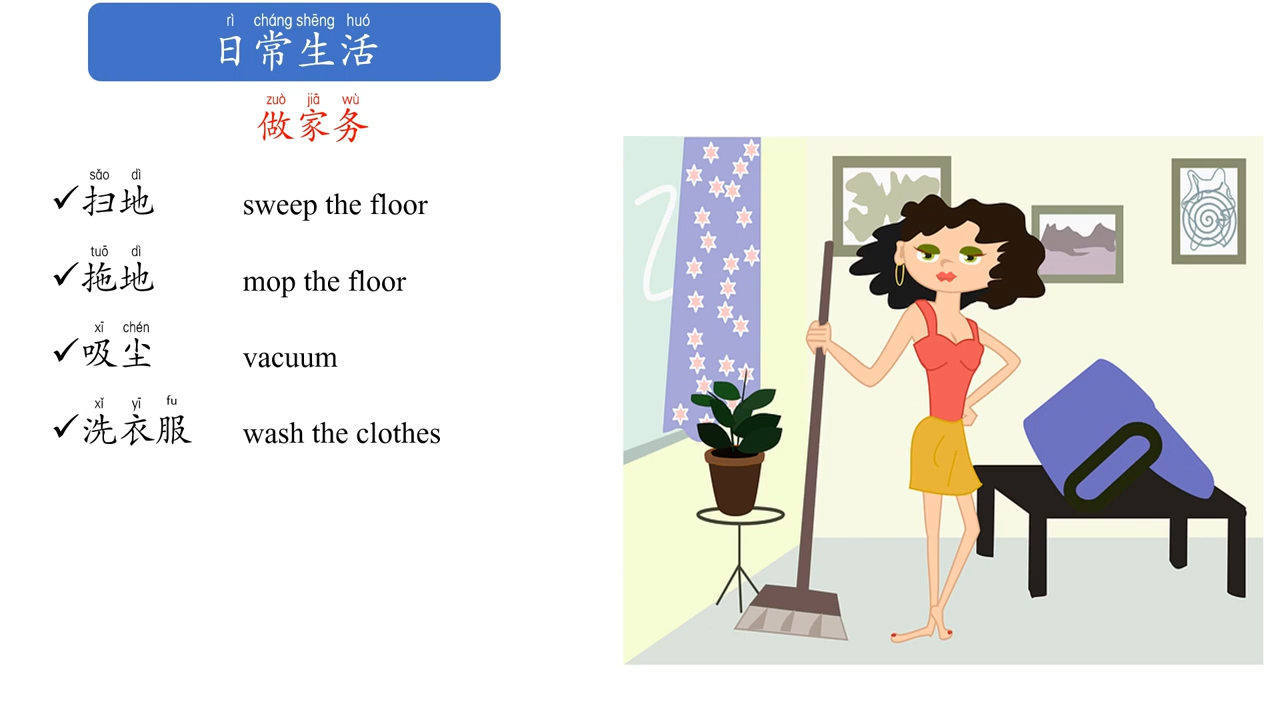 rì cháng shēng huó
日常生活
zuò jiā wù
做家务
sǎo dì
✓扫地 sweep the floor
tuō dì
✓拖地 mop the floor
xī chén
✓吸尘 vacuum
xǐ yī fu
✓洗衣服 wash the clothes